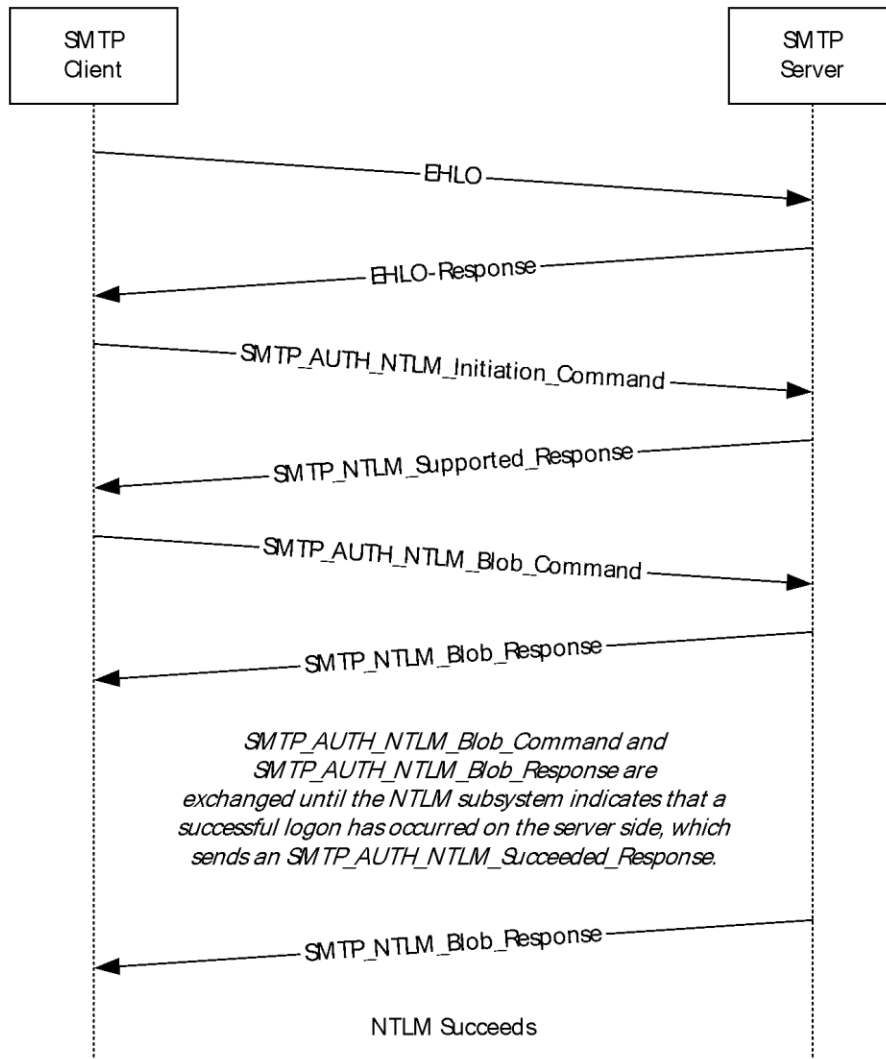 SMTP
Client
SMTP
Server
EHLO
EHLO-Response
SMTP_AUTH_NTLM_Initiation_Command
SMTP_NTLM_Supported_Response
SMTP_AUTH_NTLM_Blob_Command
SMTP_NTLM_Blob_Response
SMTP_AUTH_NTLM_Blob_Command and
SMTP_AUTH_NTLM_Blob_Response are
exchanged until the NTLM subsystem indicates that a
successful logon has occurred on the server side, which
sends an SMTP_AUTH_NTLM_Succeeded_Response.
SMTP_NTLM_Blob_Response
NTLM Succeeds